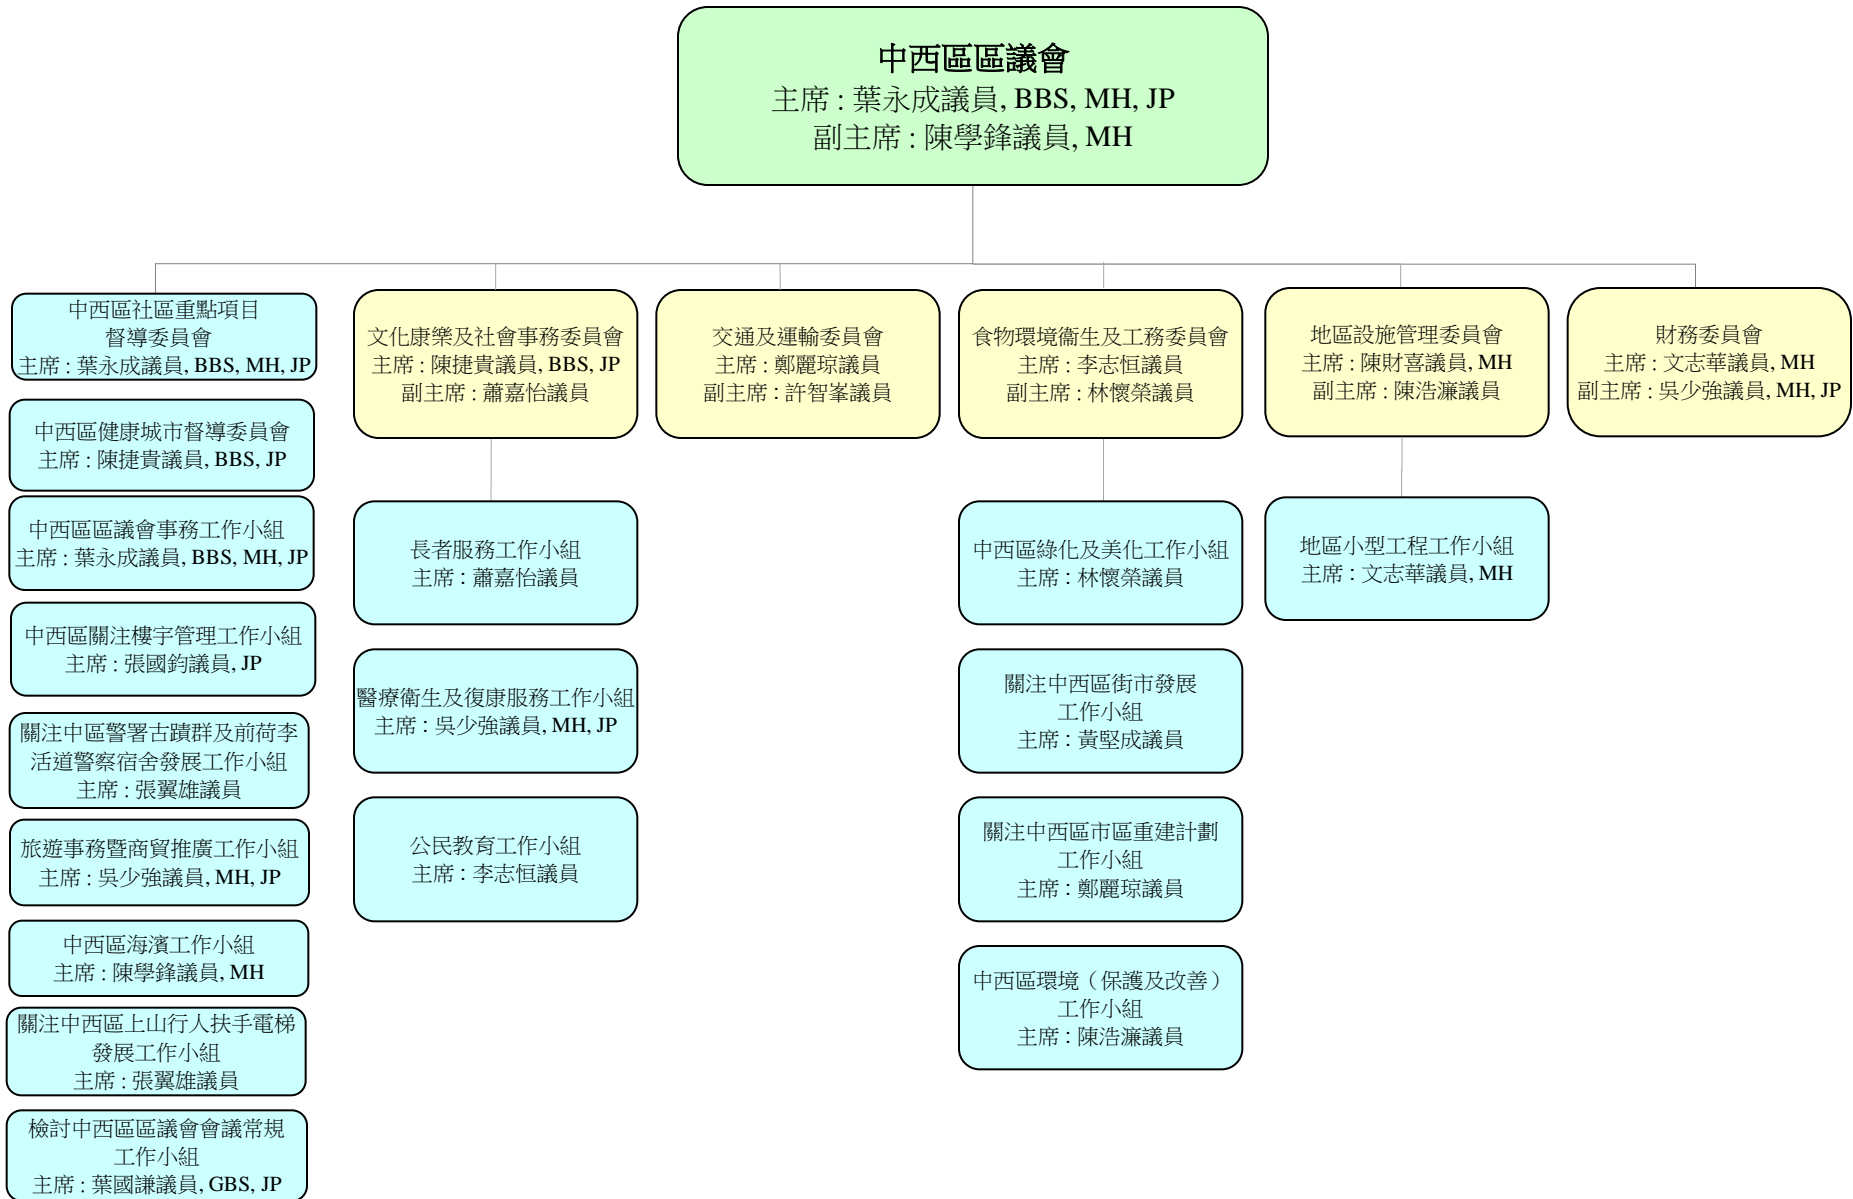 中西區區議會
主席 : 葉永成議員, BBS, MH, JP
副主席 : 陳學鋒議員, MH
中西區社區重點項目
督導委員會
主席 : 葉永成議員, BBS, MH, JP
中西區健康城市督導委員會
主席 : 陳捷貴議員, BBS, JP
中西區區議會事務工作小組
主席 : 葉永成議員, BBS, MH, JP
中西區關注樓宇管理工作小組
主席 : 張國鈞議員, JP
關注中區警署古蹟群及前荷李
活道警察宿舍發展工作小組
主席 : 張翼雄議員
旅遊事務暨商貿推廣工作小組
主席 : 吳少強議員, MH, JP
中西區海濱工作小組
主席 : 陳學鋒議員, MH
關注中西區上山行人扶手電梯
發展工作小組
主席 : 張翼雄議員
檢討中西區區議會會議常規
工作小組
主席 : 葉國謙議員, GBS, JP
文化康樂及社會事務委員會
主席 : 陳捷貴議員, BBS, JP
副主席 : 蕭嘉怡議員
長者服務工作小組
主席 : 蕭嘉怡議員
醫療衛生及復康服務工作小組
主席 : 吳少強議員, MH, JP
公民教育工作小組
主席 : 李志恒議員
交通及運輸委員會
主席 : 鄭麗琼議員
副主席 : 許智峯議員
食物環境衞生及工務委員會
主席 : 李志恒議員
副主席 : 林懷榮議員
中西區綠化及美化工作小組
主席 : 林懷榮議員
關注中西區街市發展
工作小組
主席 : 黃堅成議員
關注中西區市區重建計劃
工作小組
主席 : 鄭麗琼議員
中西區環境（保護及改善）
工作小組
主席 : 陳浩濂議員
地區設施管理委員會
主席 : 陳財喜議員, MH
副主席 : 陳浩濂議員
地區小型工程工作小組
主席 : 文志華議員, MH
財務委員會
主席 : 文志華議員, MH
副主席 : 吳少強議員, MH, JP